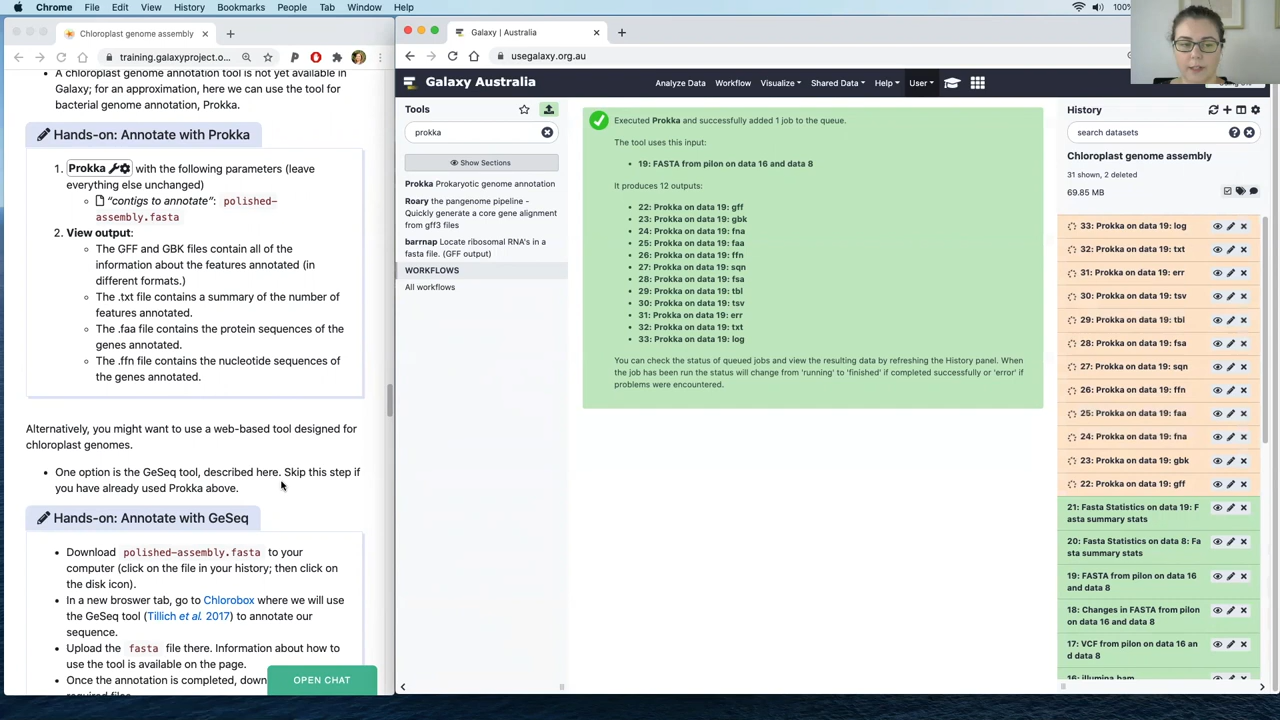 Chrome File Edit View History Bookmarks People Tab Window Help 100%
Chloroplast genome assembly
training.galaxyproject.o...
A chloroplast genome annotation tool is not yet available in
Galaxy; for an approximation, here we can use the tool for
bacterial genome annotation, Prokka.
Hands-on: Annotate with Prokka
1. Prokka with the following parameters (leave
everything else unchanged)
“contigs to annotate”: polished-
assembly.fasta
2. View output:
The GFF and GBK files contain all of the
information about the features annotated (in
different formats.)
The .txt file contains a summary of the number of
features annotated.
The .faa file contains the protein sequences of the
genes annotated.
The .ffn file contains the nucleotide sequences of
the genes annotated.
Alternatively, you might want to use a web-based tool designed for
chloroplast genomes.
One option is the GeSeq tool, described here. Skip this step if
you have already used Prokka above.
Hands-on: Annotate with GeSeq
Download polished-assembly.fasta to your
computer (click on the file in your history; then click on
the disk icon).
In a new broswer tab, go to Chlorobox where we will use
the GeSeq tool (Tillich et al. 2017) to annotate our
sequence.
Upload the fasta file there. Information about how to
use the tool is available on the page.
Once the annotation is completed, down
required files
OPEN CHAT
Galaxy | Australia
usegalaxy.org.au
Galaxy Australia
Analyze Data Workflow Visualize Shared Data Help User
Tools
prokka
Show Sections
Prokka Prokaryotic genome annotation
Roary the pangenome pipeline -
Quickly generate a core gene alignment
from gff3 files
barrnap Locate ribosomal RNA's in a
fasta file. (GFF output)
WORKFLOWS
All workflows
Executed Prokka and successfully added 1 job to the queue.
The tool uses this input:
19: FASTA from pilon on data 16 and data 8
It produces 12 outputs:
22: Prokka on data 19: gff
23: Prokka on data 19: gbk
24: Prokka on data 19: fna
25: Prokka on data 19: faa
26: Prokka on data 19: ffn
27: Prokka on data 19: sqn
28: Prokka on data 19: fsa
29: Prokka on data 19: tbl
30: Prokka on data 19: tsv
31: Prokka on data 19: err
32: Prokka on data 19: txt
33: Prokka on data 19: log
You can check the status of queued jobs and view the resulting data by refreshing the History panel. When
the job has been run the status will change from 'running' to 'finished' if completed successfully or 'error' if
problems were encountered.
History
search datasets
Chloroplast genome assembly
31 shown, 2 deleted
69.85 MB
33: Prokka on data 19: log
32: Prokka on data 19: txt
31: Prokka on data 19: err
30: Prokka on data 19: tsv
29: Prokka on data 19: tbl
28: Prokka on data 19: fsa
27: Prokka on data 19: sqn
26: Prokka on data 19: ffn
25: Prokka on data 19: faa
24: Prokka on data 19: fna
23: Prokka on data 19: gbk
22: Prokka on data 19: gff
21: Fasta Statistics on data 19: F
asta summary stats
20: Fasta Statistics on data 8: Fa
sta summary stats
19: FASTA from pilon on data 16
and data 8
18: Changes in FASTA from pilon
on data 16 and data 8
17: VCF from pilon on data 16 an
d data 8
16: illumina.bam